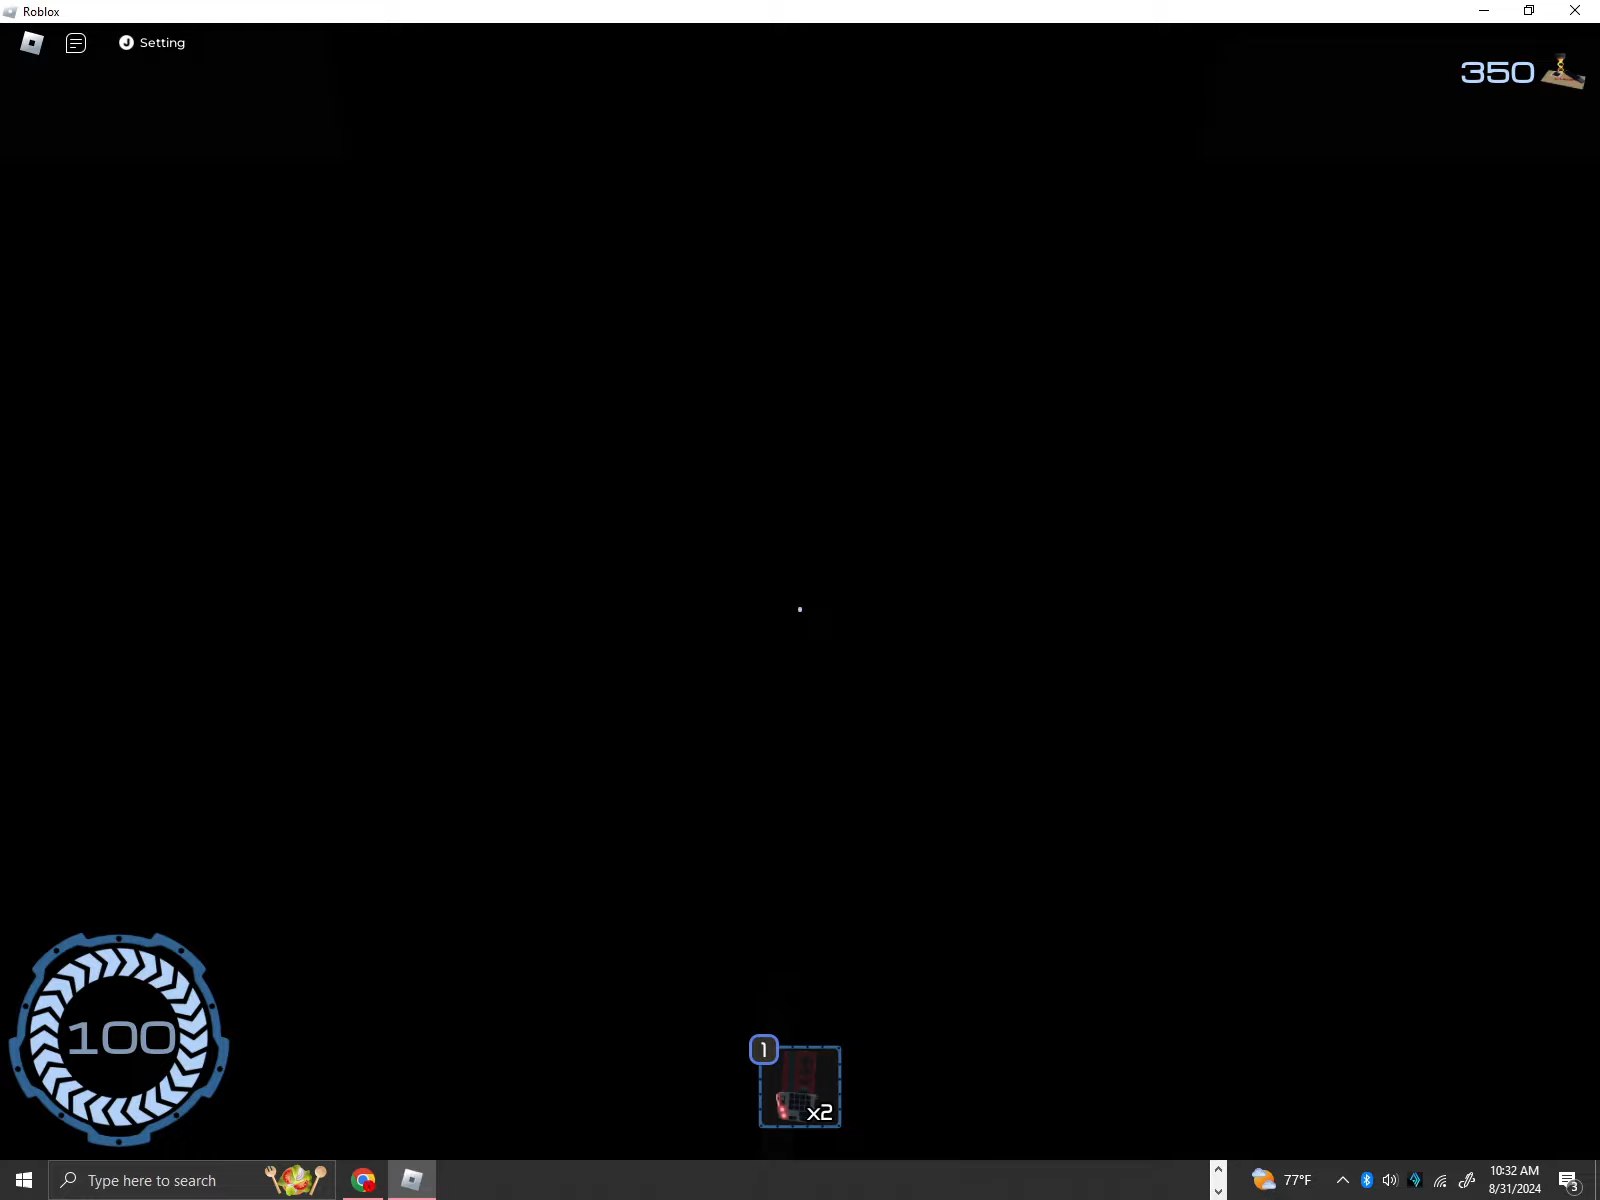 Roblox
J Setting
350
100
1
x2
Type here to search
77°F
10:32 AM
8/31/2024
3